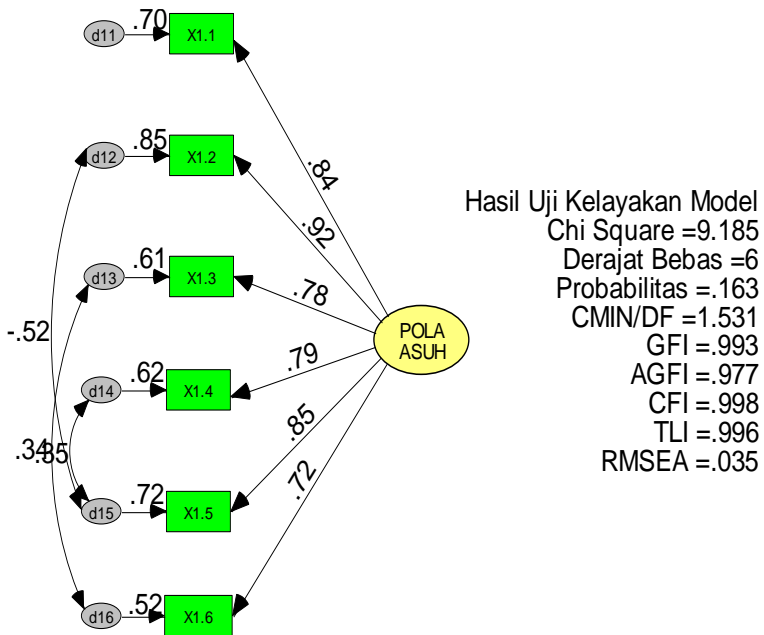 .70
d11
X1.1
.85
d12
X1.2
.84
.92
.61
d13
X1.3
.78
-.52
POLA
ASUH
.62
d14
X1.4
.79
.34
.85
.72
d15
X1.5
.72
.52
d16
X1.6
Hasil Uji Kelayakan Model
Chi Square =9.185
Derajat Bebas =6
Probabilitas =.163
CMIN/DF =1.531
GFI =.993
AGFI =.977
CFI =.998
TLI =.996
RMSEA =.035